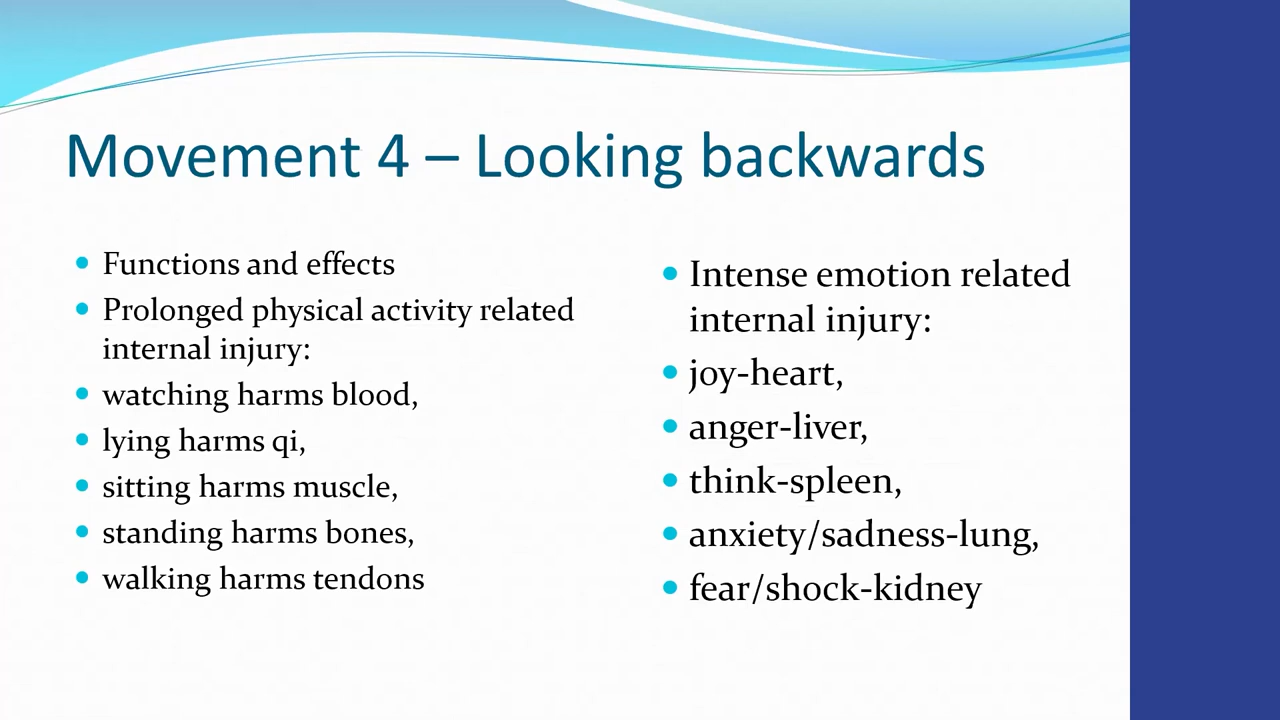 Movement 4 – Looking backwards
Functions and effects
Prolonged physical activity related
internal injury:
watching harms blood,
lying harms qi,
sitting harms muscle,
standing harms bones,
walking harms tendons
Intense emotion related
internal injury:
joy-heart,
anger-liver,
think-spleen,
anxiety/sadness-lung,
fear/shock-kidney